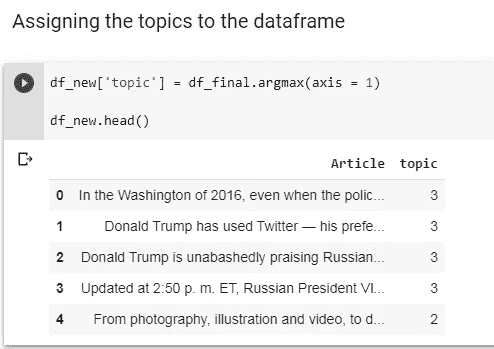 Assigning the topics to the dataframe
df_new['topic'] = df_final.argmax(axis = 1)
df_new.head()
Article topic
0 In the Washington of 2016, even when the polic... 3
1 Donald Trump has used Twitter — his prefe... 3
2 Donald Trump is unabashedly praising Russian... 3
3 Updated at 2:50 p. m. ET, Russian President Vl... 3
4 From photography, illustration and video, to d... 2